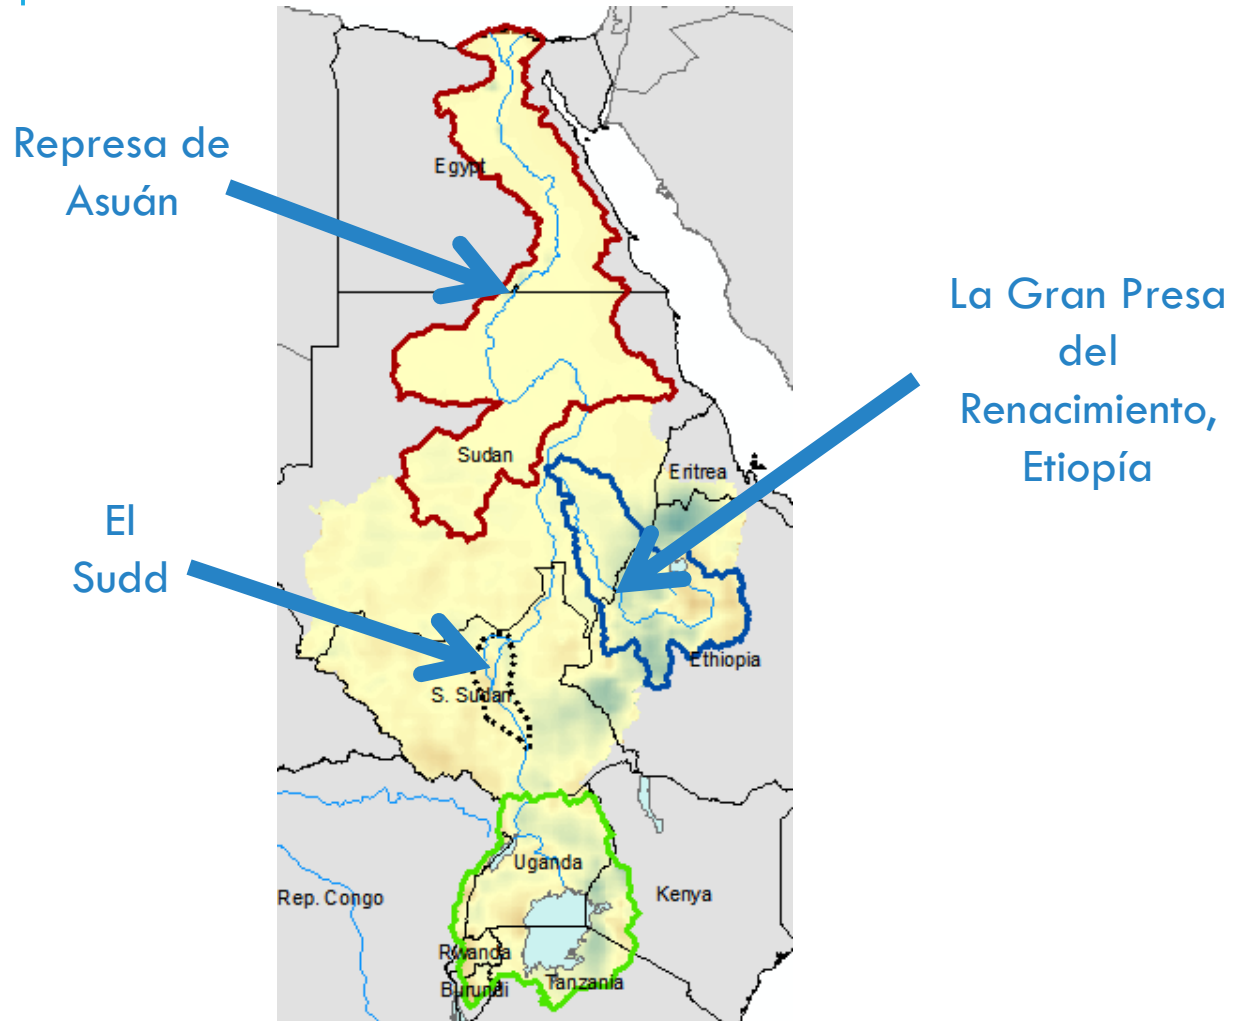 Represa de
Asuán
Egypt
La Gran Presa
del
Renacimiento,
Etiopía
Sudan
Eritrea
El
Sudd
Ethiopia
S. Sudan
Uganda
Rep. Congo
Kenya
Rwanda
Burundi
Tanzania